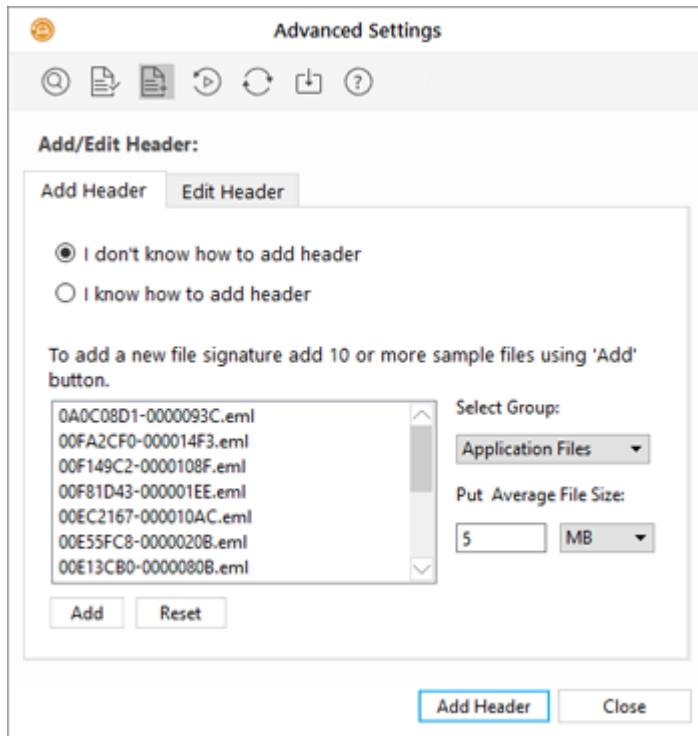 Advanced Settings
Add/Edit Header:
Add Header
Edit Header
I don't know how to add header
I know how to add header
To add a new file signature add 10 or more sample files using 'Add'
button.
0A0C08D1-0000093C.eml
00FA2CF0-000014F3.eml
00F149C2-0000108F.eml
00F81D43-000001EE.eml
00EC2167-000010AC.eml
00E55FC8-0000020B.eml
00E13CB0-0000080B.eml
Select Group:
Application Files
Put Average File Size:
5
MB
Add
Reset
Add Header
Close